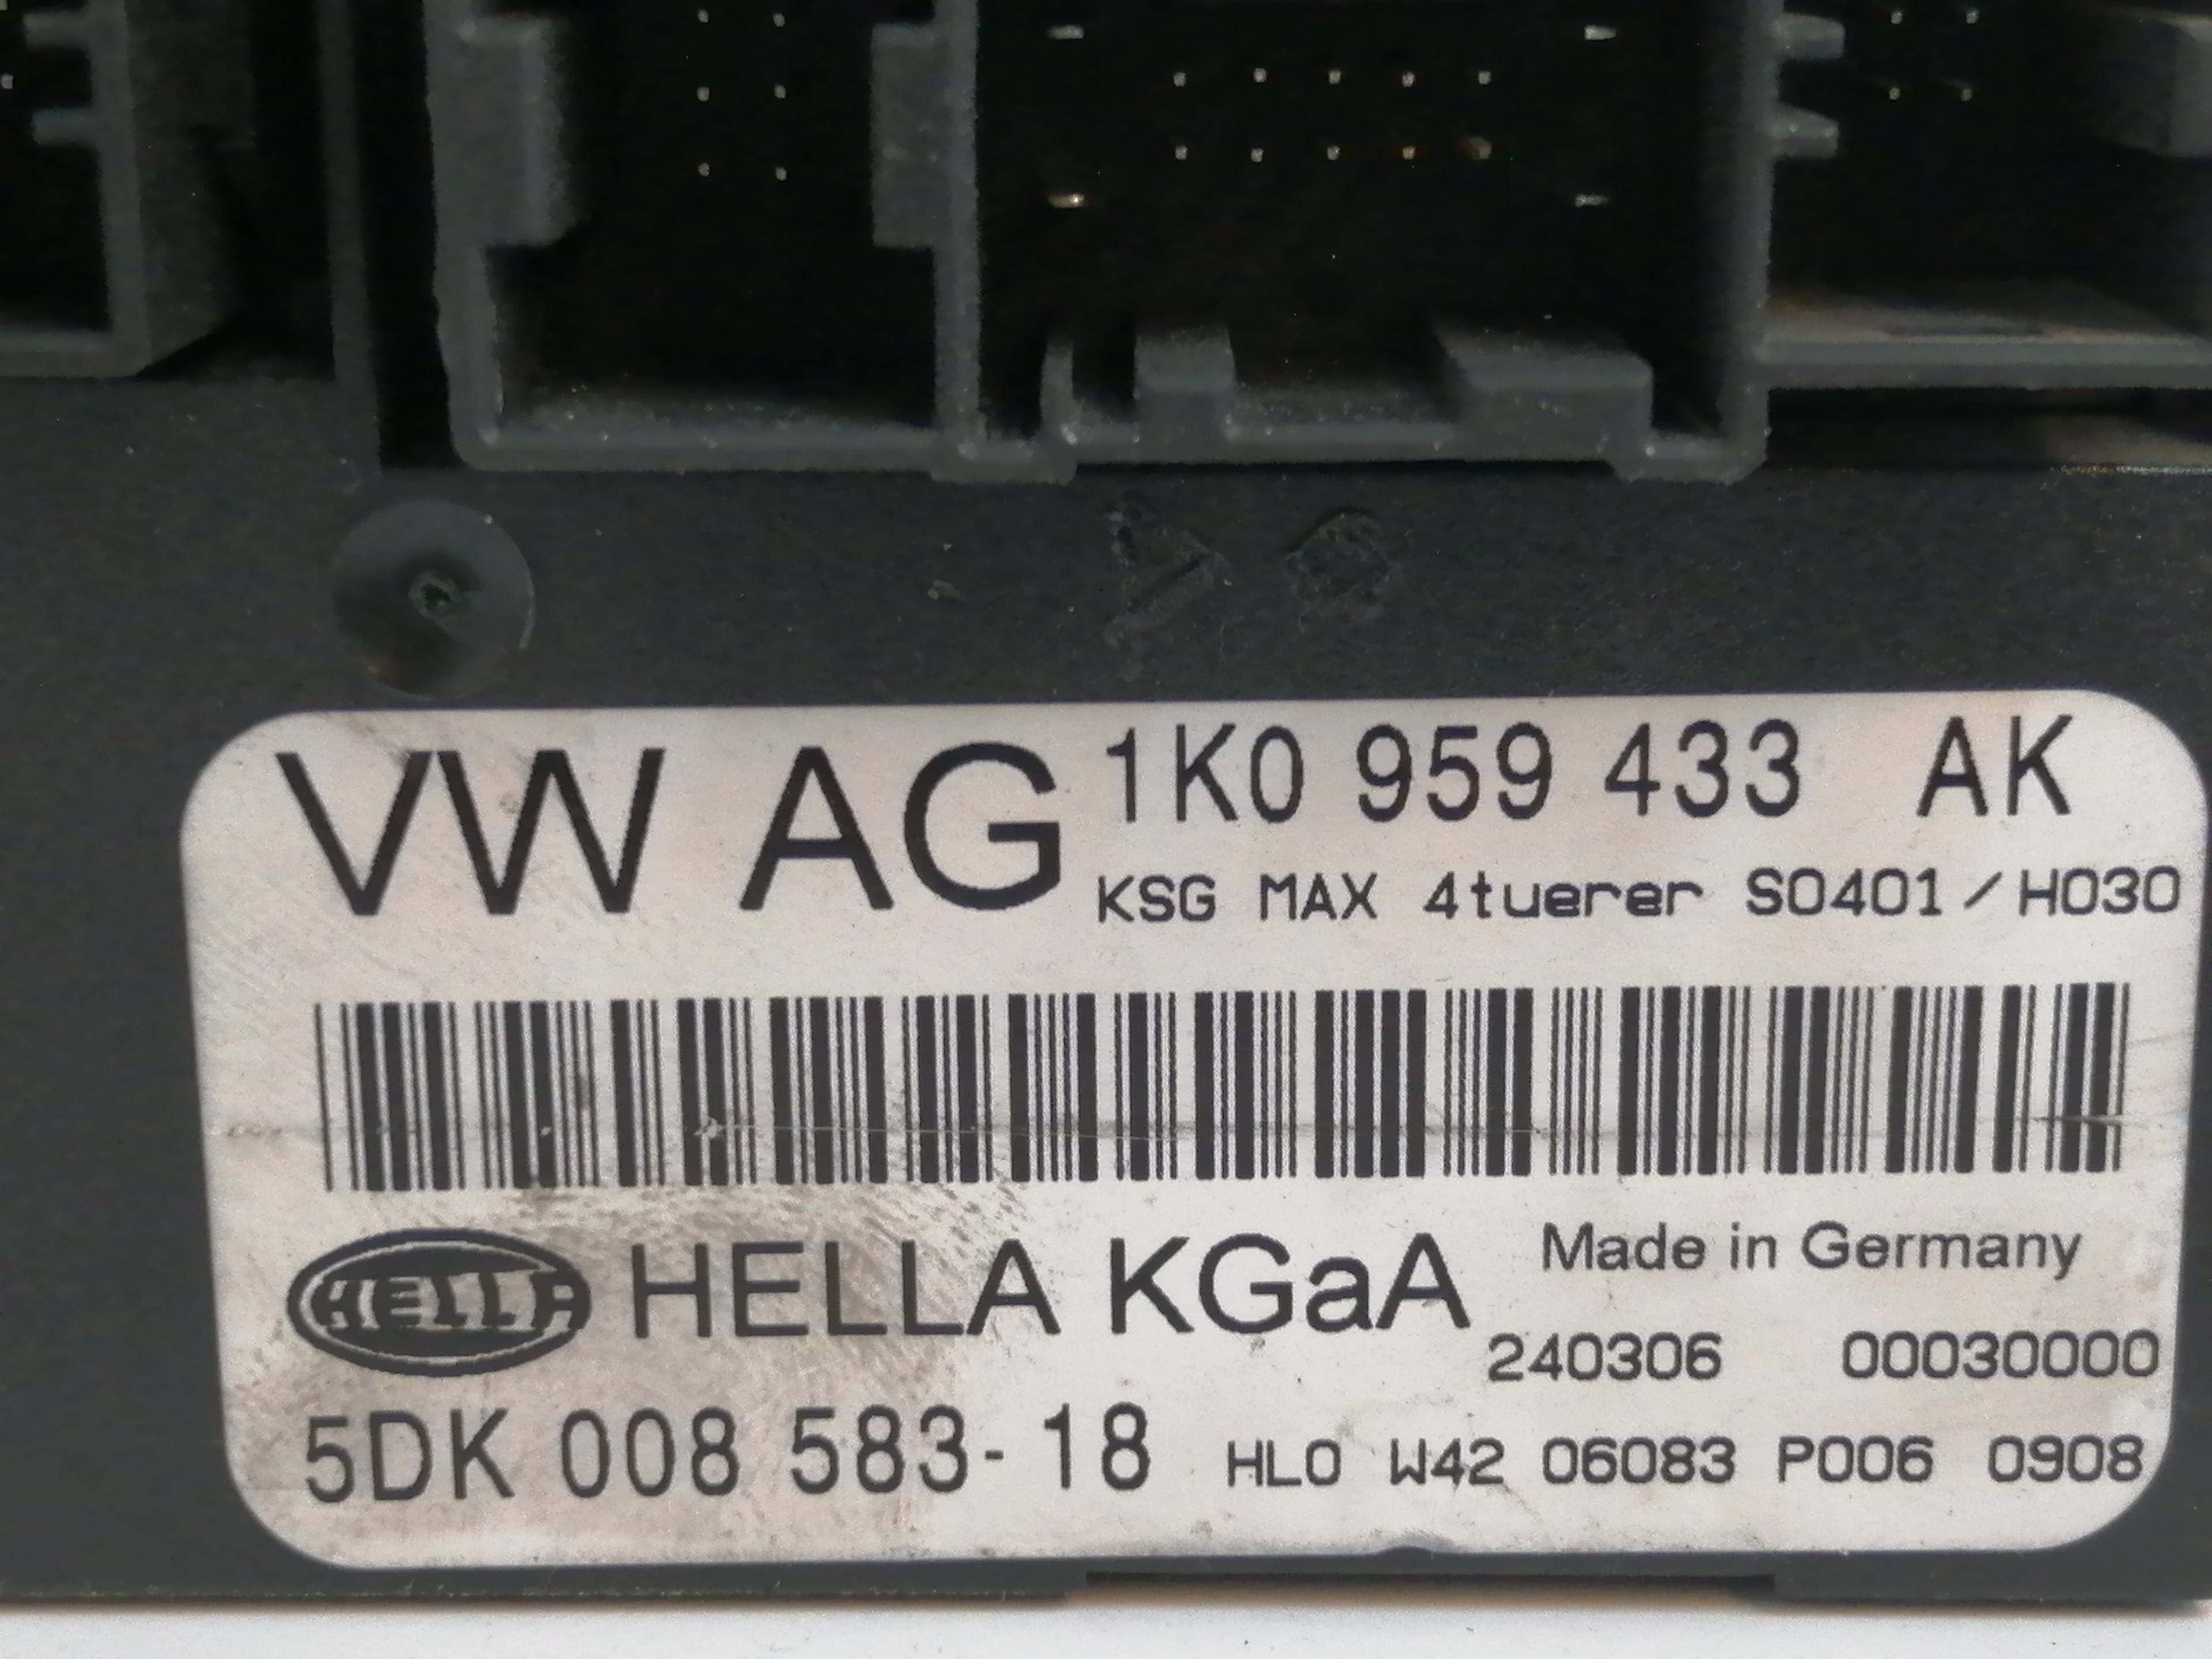 VW AG 1K0 959 433 AK
KSG MAX 4tuerer S0401/H030
HELLA HELLA KGaA Made in Germany
240306 00030000
5DK 008 583-18 HLO W42 06083 P006 0908